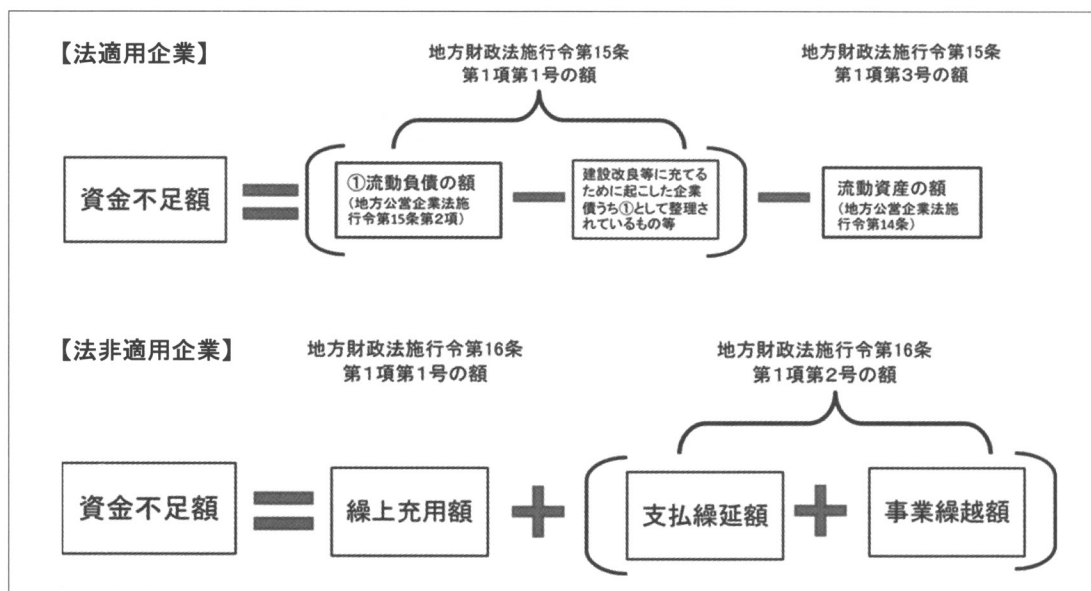 【法適用企業】
地方財政法施行令第15条
第1項第1号の額
地方財政法施行令第15条
第1項第3号の額
資金不足額
=
①流動負債の額
(地方公営企業法施
行令第15条第2項)
－
建設改良等に充てる
ために起こした企業
債うち①として整理さ
れているもの等
－
流動資産の額
(地方公営企業法施
行令第14条)
【法非適用企業】
地方財政法施行令第16条
第1項第1号の額
地方財政法施行令第16条
第1項第2号の額
資金不足額
=
繰上充用額
+
支払繰延額
+
事業繰越額